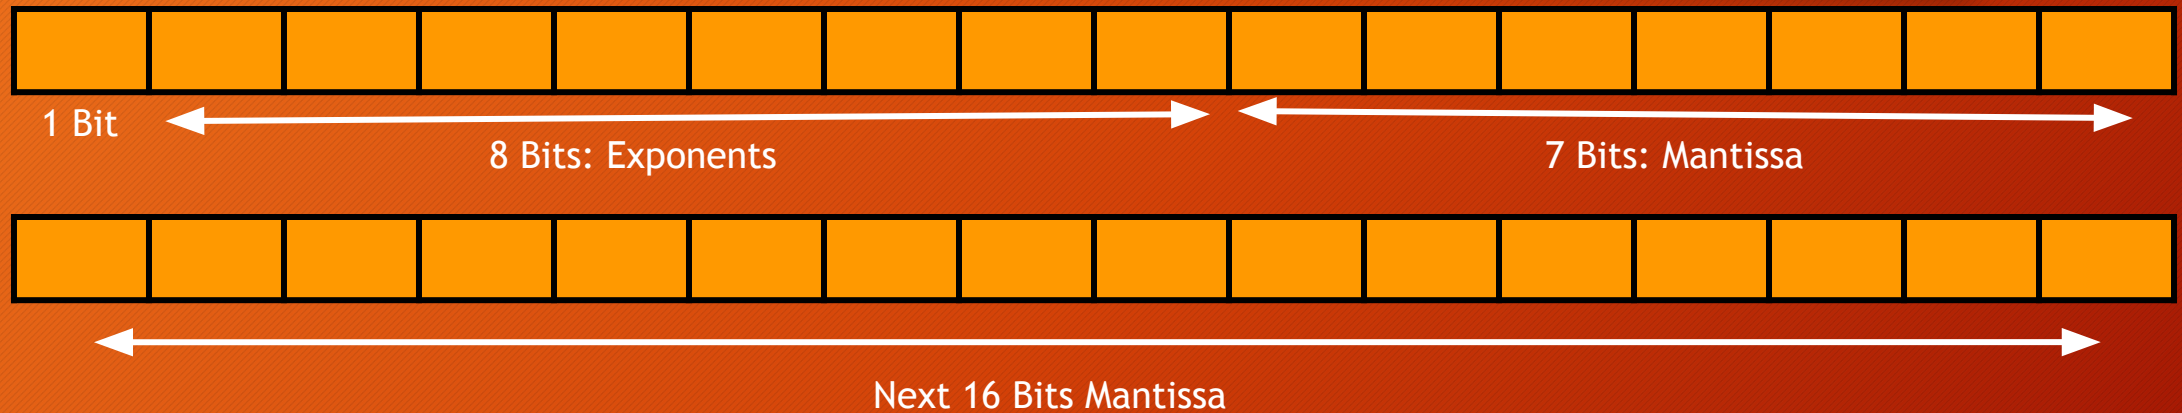 1 Bit
8 Bits: Exponents
7 Bits: Mantissa
Next 16 Bits Mantissa